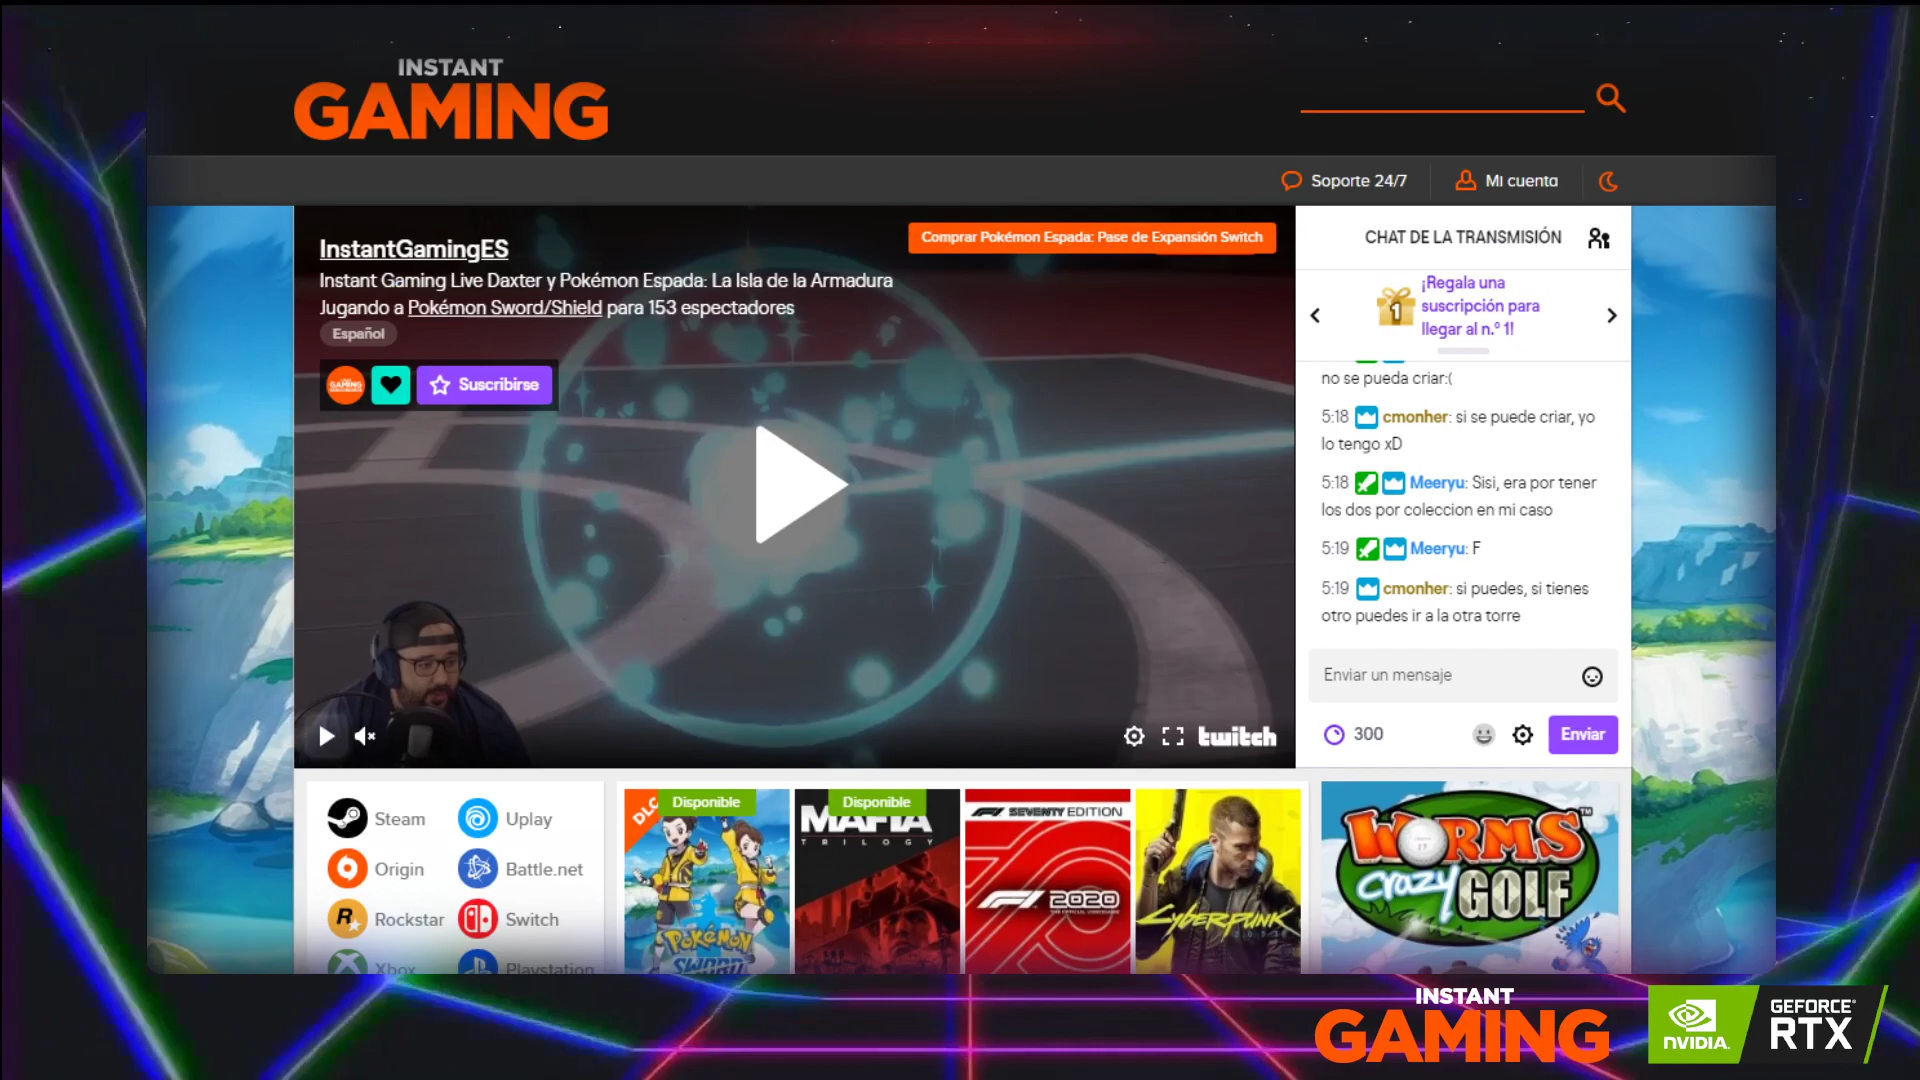 INSTANT
GAMING
Soporte 24/7
Mi cuenta
InstantGamingES
Instant Gaming Live Daxter y Pokémon Espada: La Isla de la Armadura
Jugando a Pokémon Sword/Shield para 153 espectadores
Español
GAMING
Suscribirse
Comprar Pokémon Espada: Pase de Expansión Switch
twitch
CHAT DE LA TRANSMISIÓN
1
¡Regala una
suscripción para
llegar al n.º 1!
no se pueda criar:(
5:18 cmonher: si se puede criar, yo
lo tengo xD
5:18 Meeryu: Sisi, era por tener
los dos por coleccion en mi caso
5:19 Meeryu: F
5:19 cmonher: si puedes, si tienes
otro puedes ir a la otra torre
Enviar un mensaje
300
Enviar
Steam
Uplay
Origin
Battle.net
Rockstar
Switch
Xbox
Playstation
DLC
Disponible
POKÉMON
SWORD
Disponible
MAFIA
TRILOGY
F1 SEVENTY EDITION
F1 2020
CYBERPUNK
WORMS
crazy
GOLF
INSTANT
GAMING
NVIDIA.
GEFORCE
RTX